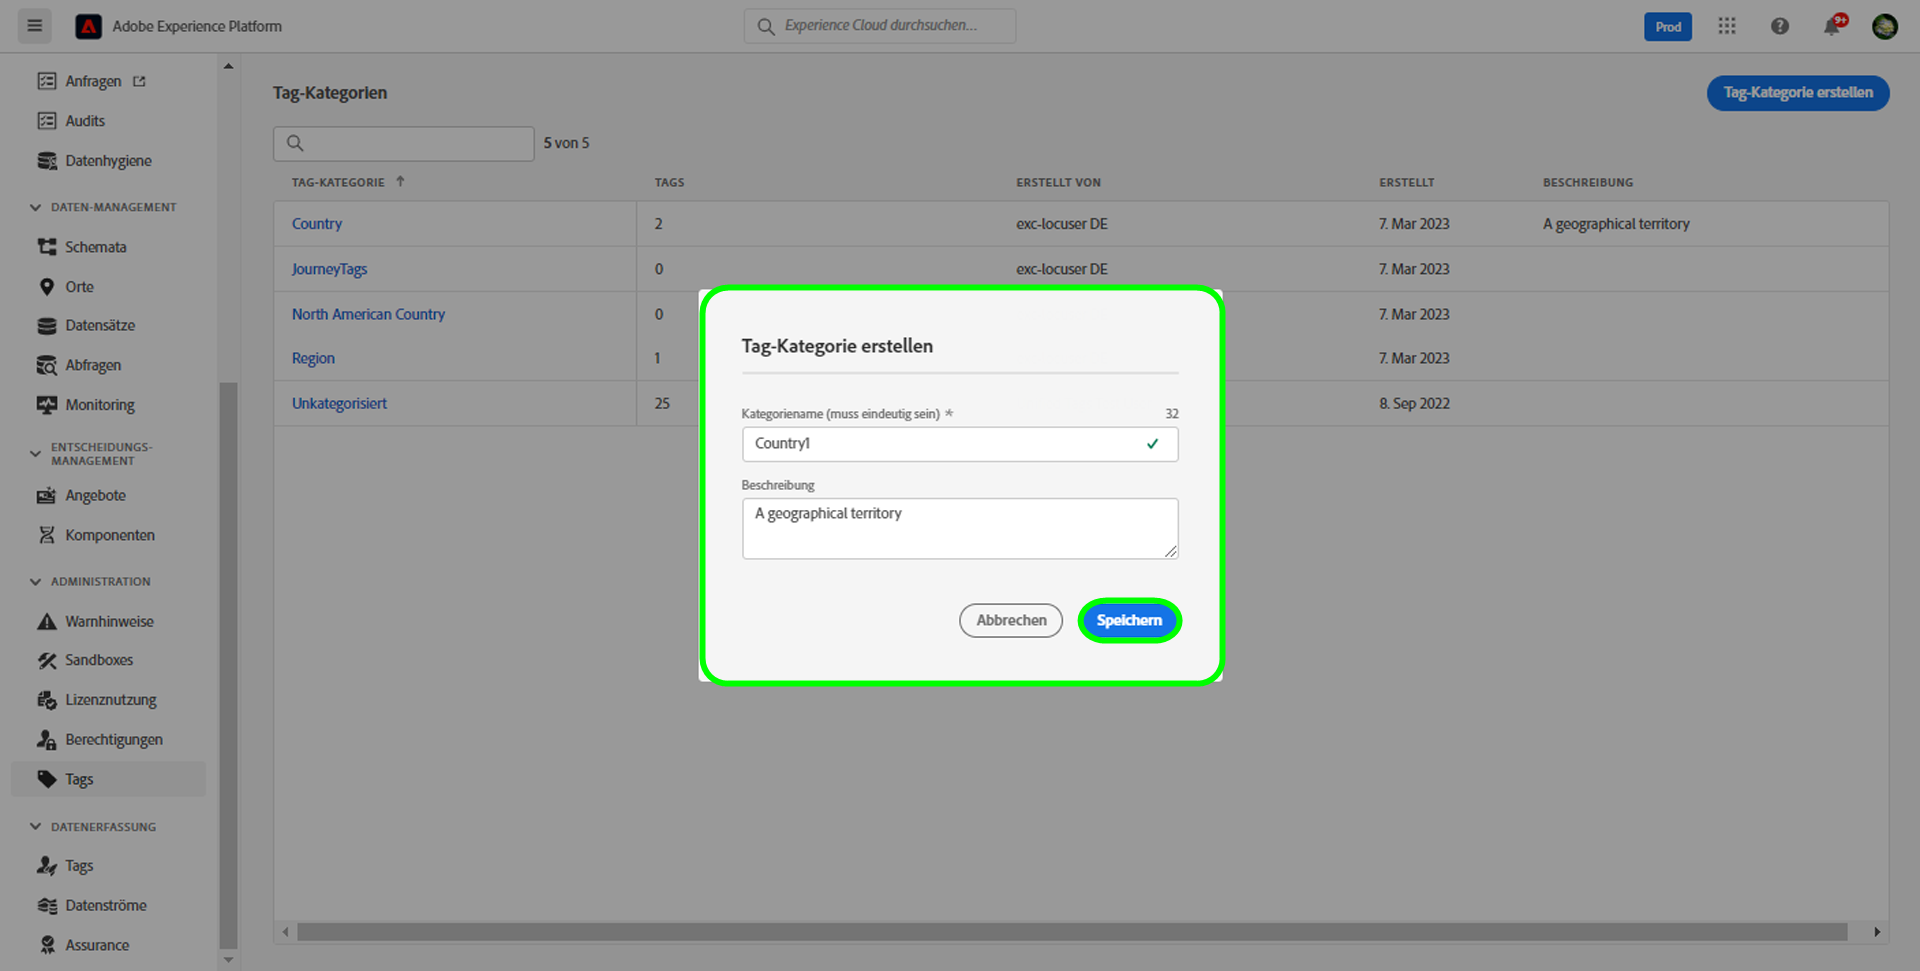 Adobe Experience Platform
Experience Cloud durchsuchen...
Prod
9+
Anfragen
Audits
Datenhygiene
DATEN-MANAGEMENT
Schemata
Orte
Datensätze
Abfragen
Monitoring
ENTSCHEIDUNGS-
MANAGEMENT
Angebote
Komponenten
ADMINISTRATION
Warnhinweise
Sandboxes
Lizenznutzung
Berechtigungen
Tags
DATENERFASSUNG
Tags
Datenströme
Assurance
Tag-Kategorien
Tag-Kategorie erstellen
5 von 5
TAG-KATEGORIE TAGS ERSTELLT VON ERSTELLT BESCHREIBUNG
Country 2 exc-locuser DE 7. Mar 2023 A geographical territory
JourneyTags 0 exc-locuser DE 7. Mar 2023
North American Country 0 7. Mar 2023
Region 1 7. Mar 2023
Unkategorisiert 25 8. Sep 2022
Tag-Kategorie erstellen
Kategoriename (muss eindeutig sein) * 32
Country1
Beschreibung
A geographical territory
Abbrechen Speichern